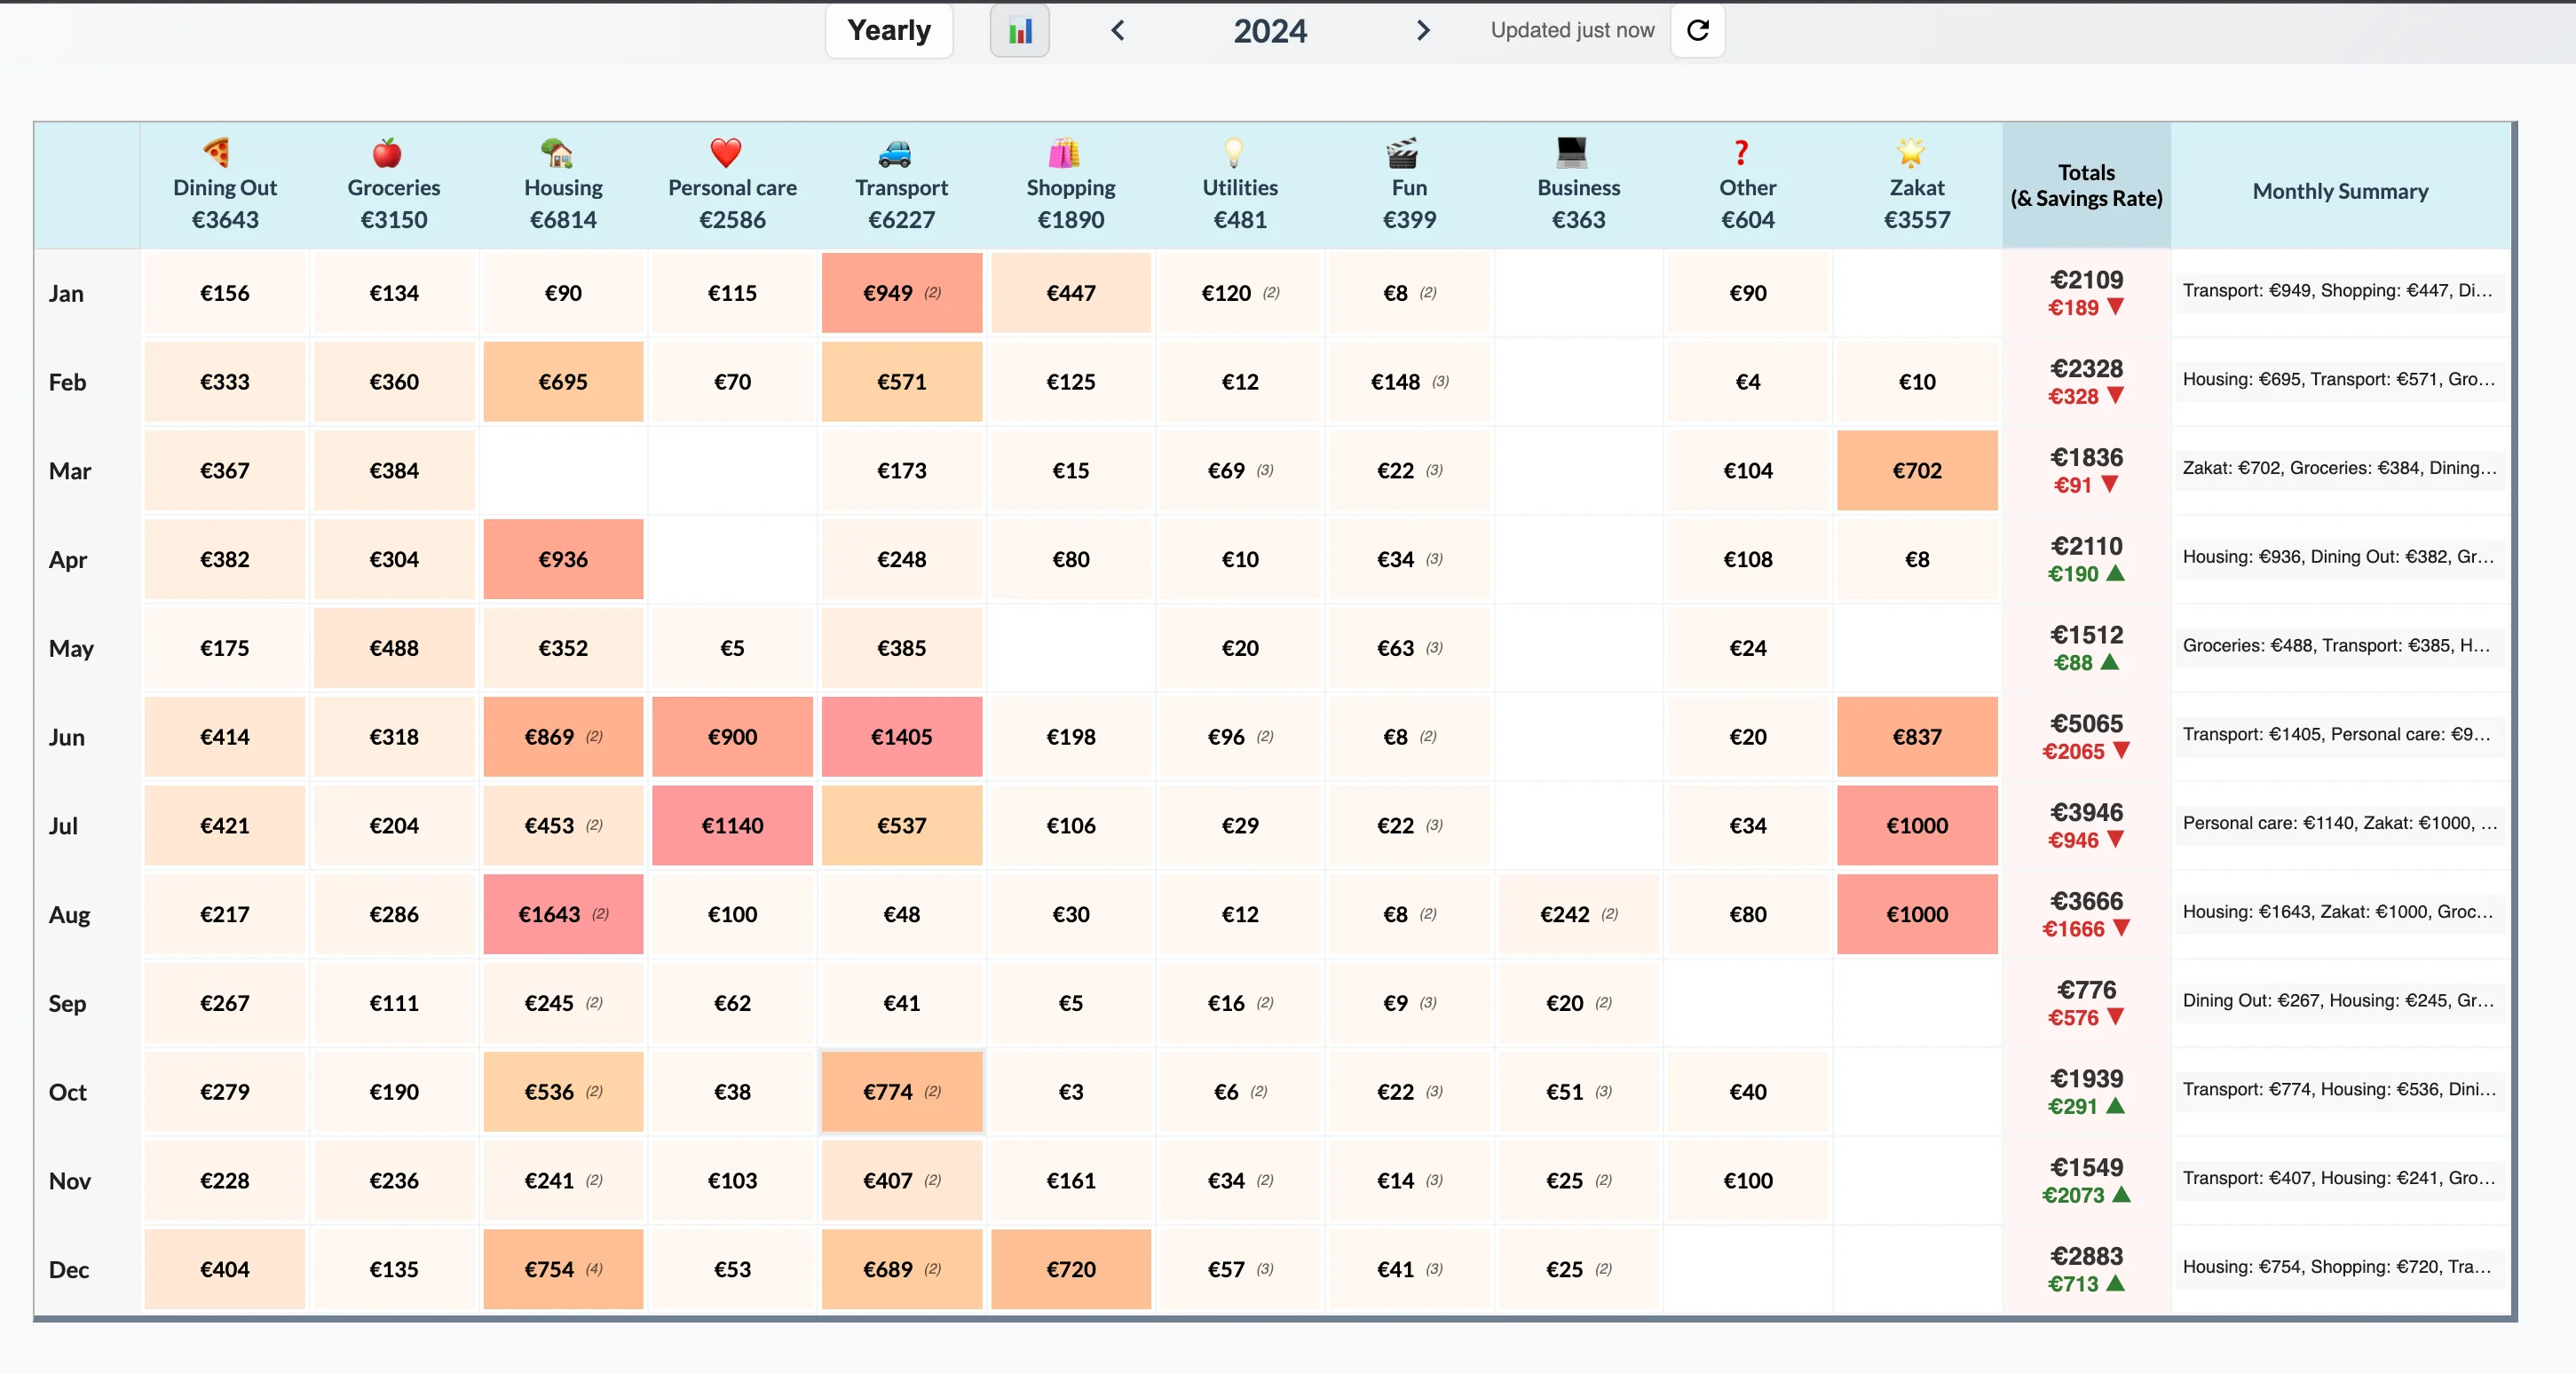 Yearly 2024 Updated just now
Dining Out Groceries Housing Personal care Transport Shopping Utilities Fun Business Other Zakat Totals (& Savings Rate) Monthly Summary
€3643 €3150 €6814 €2586 €6227 €1890 €481 €399 €363 €604 €3557
Jan €156 €134 €90 €115 €949 (2) €447 €120 (2) €8 (2) €90 €2109 €189 ▼ Transport: €949, Shopping: €447, Di...
Feb €333 €360 €695 €70 €571 €125 €12 €148 (3) €4 €10 €2328 €328 ▼ Housing: €695, Transport: €571, Gro...
Mar €367 €384 €173 €15 €69 (3) €22 (3) €104 €702 €1836 €91 ▼ Zakat: €702, Groceries: €384, Dining...
Apr €382 €304 €936 €248 €80 €10 €34 (3) €108 €8 €2110 €190 ▲ Housing: €936, Dining Out: €382, Gr...
May €175 €488 €352 €5 €385 €20 €63 (3) €24 €1512 €88 ▲ Groceries: €488, Transport: €385, H...
Jun €414 €318 €869 (2) €900 €1405 €198 €96 (2) €8 (2) €20 €837 €5065 €2065 ▼ Transport: €1405, Personal care: €9...
Jul €421 €204 €453 (2) €1140 €537 €106 €29 €22 (3) €34 €1000 €3946 €946 ▼ Personal care: €1140, Zakat: €1000, ...
Aug €217 €286 €1643 (2) €100 €48 €30 €12 €8 (2) €242 (2) €80 €1000 €3666 €1666 ▼ Housing: €1643, Zakat: €1000, Groc...
Sep €267 €111 €245 (2) €62 €41 €5 €16 (2) €9 (3) €20 (2) €776 €576 ▼ Dining Out: €267, Housing: €245, Gr...
Oct €279 €190 €536 (2) €38 €774 (2) €3 €6 (2) €22 (3) €51 (3) €40 €1939 €291 ▲ Transport: €774, Housing: €536, Dini...
Nov €228 €236 €241 (2) €103 €407 (2) €161 €34 (2) €14 (3) €25 (2) €100 €1549 €2073 ▲ Transport: €407, Housing: €241, Gro...
Dec €404 €135 €754 (4) €53 €689 (2) €720 €57 (3) €41 (3) €25 (2) €2883 €713 ▲ Housing: €754, Shopping: €720, Tra...